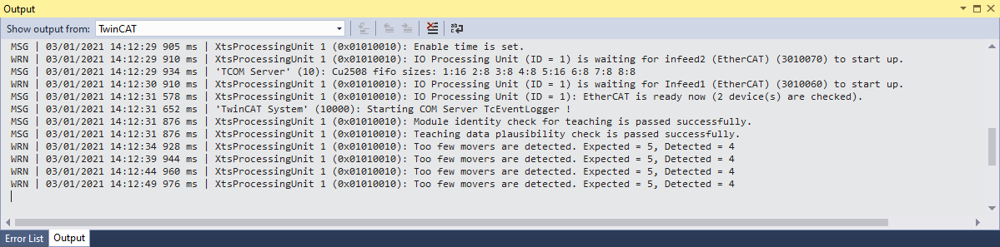 Output
Show output from: TwinCAT
MSG | 03/01/2021 14:12:29 905 ms | XtsProcessingUnit 1 (0x01010010): Enable time is set.
WRN | 03/01/2021 14:12:29 910 ms | XtsProcessingUnit 1 (0x01010010): IO Processing Unit (ID = 1) is waiting for infeed2 (EtherCAT) (3010070) to start up.
MSG | 03/01/2021 14:12:29 934 ms | 'TCOM Server' (10): Cu2508 fifo sizes: 1:16 2:8 3:8 4:8 5:16 6:8 7:8 8:8
WRN | 03/01/2021 14:12:30 910 ms | XtsProcessingUnit 1 (0x01010010): IO Processing Unit (ID = 1) is waiting for Infeed1 (EtherCAT) (3010060) to start up.
MSG | 03/01/2021 14:12:31 578 ms | XtsProcessingUnit 1 (0x01010010): IO Processing Unit (ID = 1): EtherCAT is ready now (2 device(s) are checked).
MSG | 03/01/2021 14:12:31 652 ms | 'TwinCAT System' (10000): Starting COM Server TcEventLogger !
MSG | 03/01/2021 14:12:31 876 ms | XtsProcessingUnit 1 (0x01010010): Module identity check for teaching is passed successfully.
MSG | 03/01/2021 14:12:31 876 ms | XtsProcessingUnit 1 (0x01010010): Teaching data plausibility check is passed successfully.
WRN | 03/01/2021 14:12:34 928 ms | XtsProcessingUnit 1 (0x01010010): Too few movers are detected. Expected = 5, Detected = 4
WRN | 03/01/2021 14:12:39 944 ms | XtsProcessingUnit 1 (0x01010010): Too few movers are detected. Expected = 5, Detected = 4
WRN | 03/01/2021 14:12:44 960 ms | XtsProcessingUnit 1 (0x01010010): Too few movers are detected. Expected = 5, Detected = 4
WRN | 03/01/2021 14:12:49 976 ms | XtsProcessingUnit 1 (0x01010010): Too few movers are detected. Expected = 5, Detected = 4
Error List Output